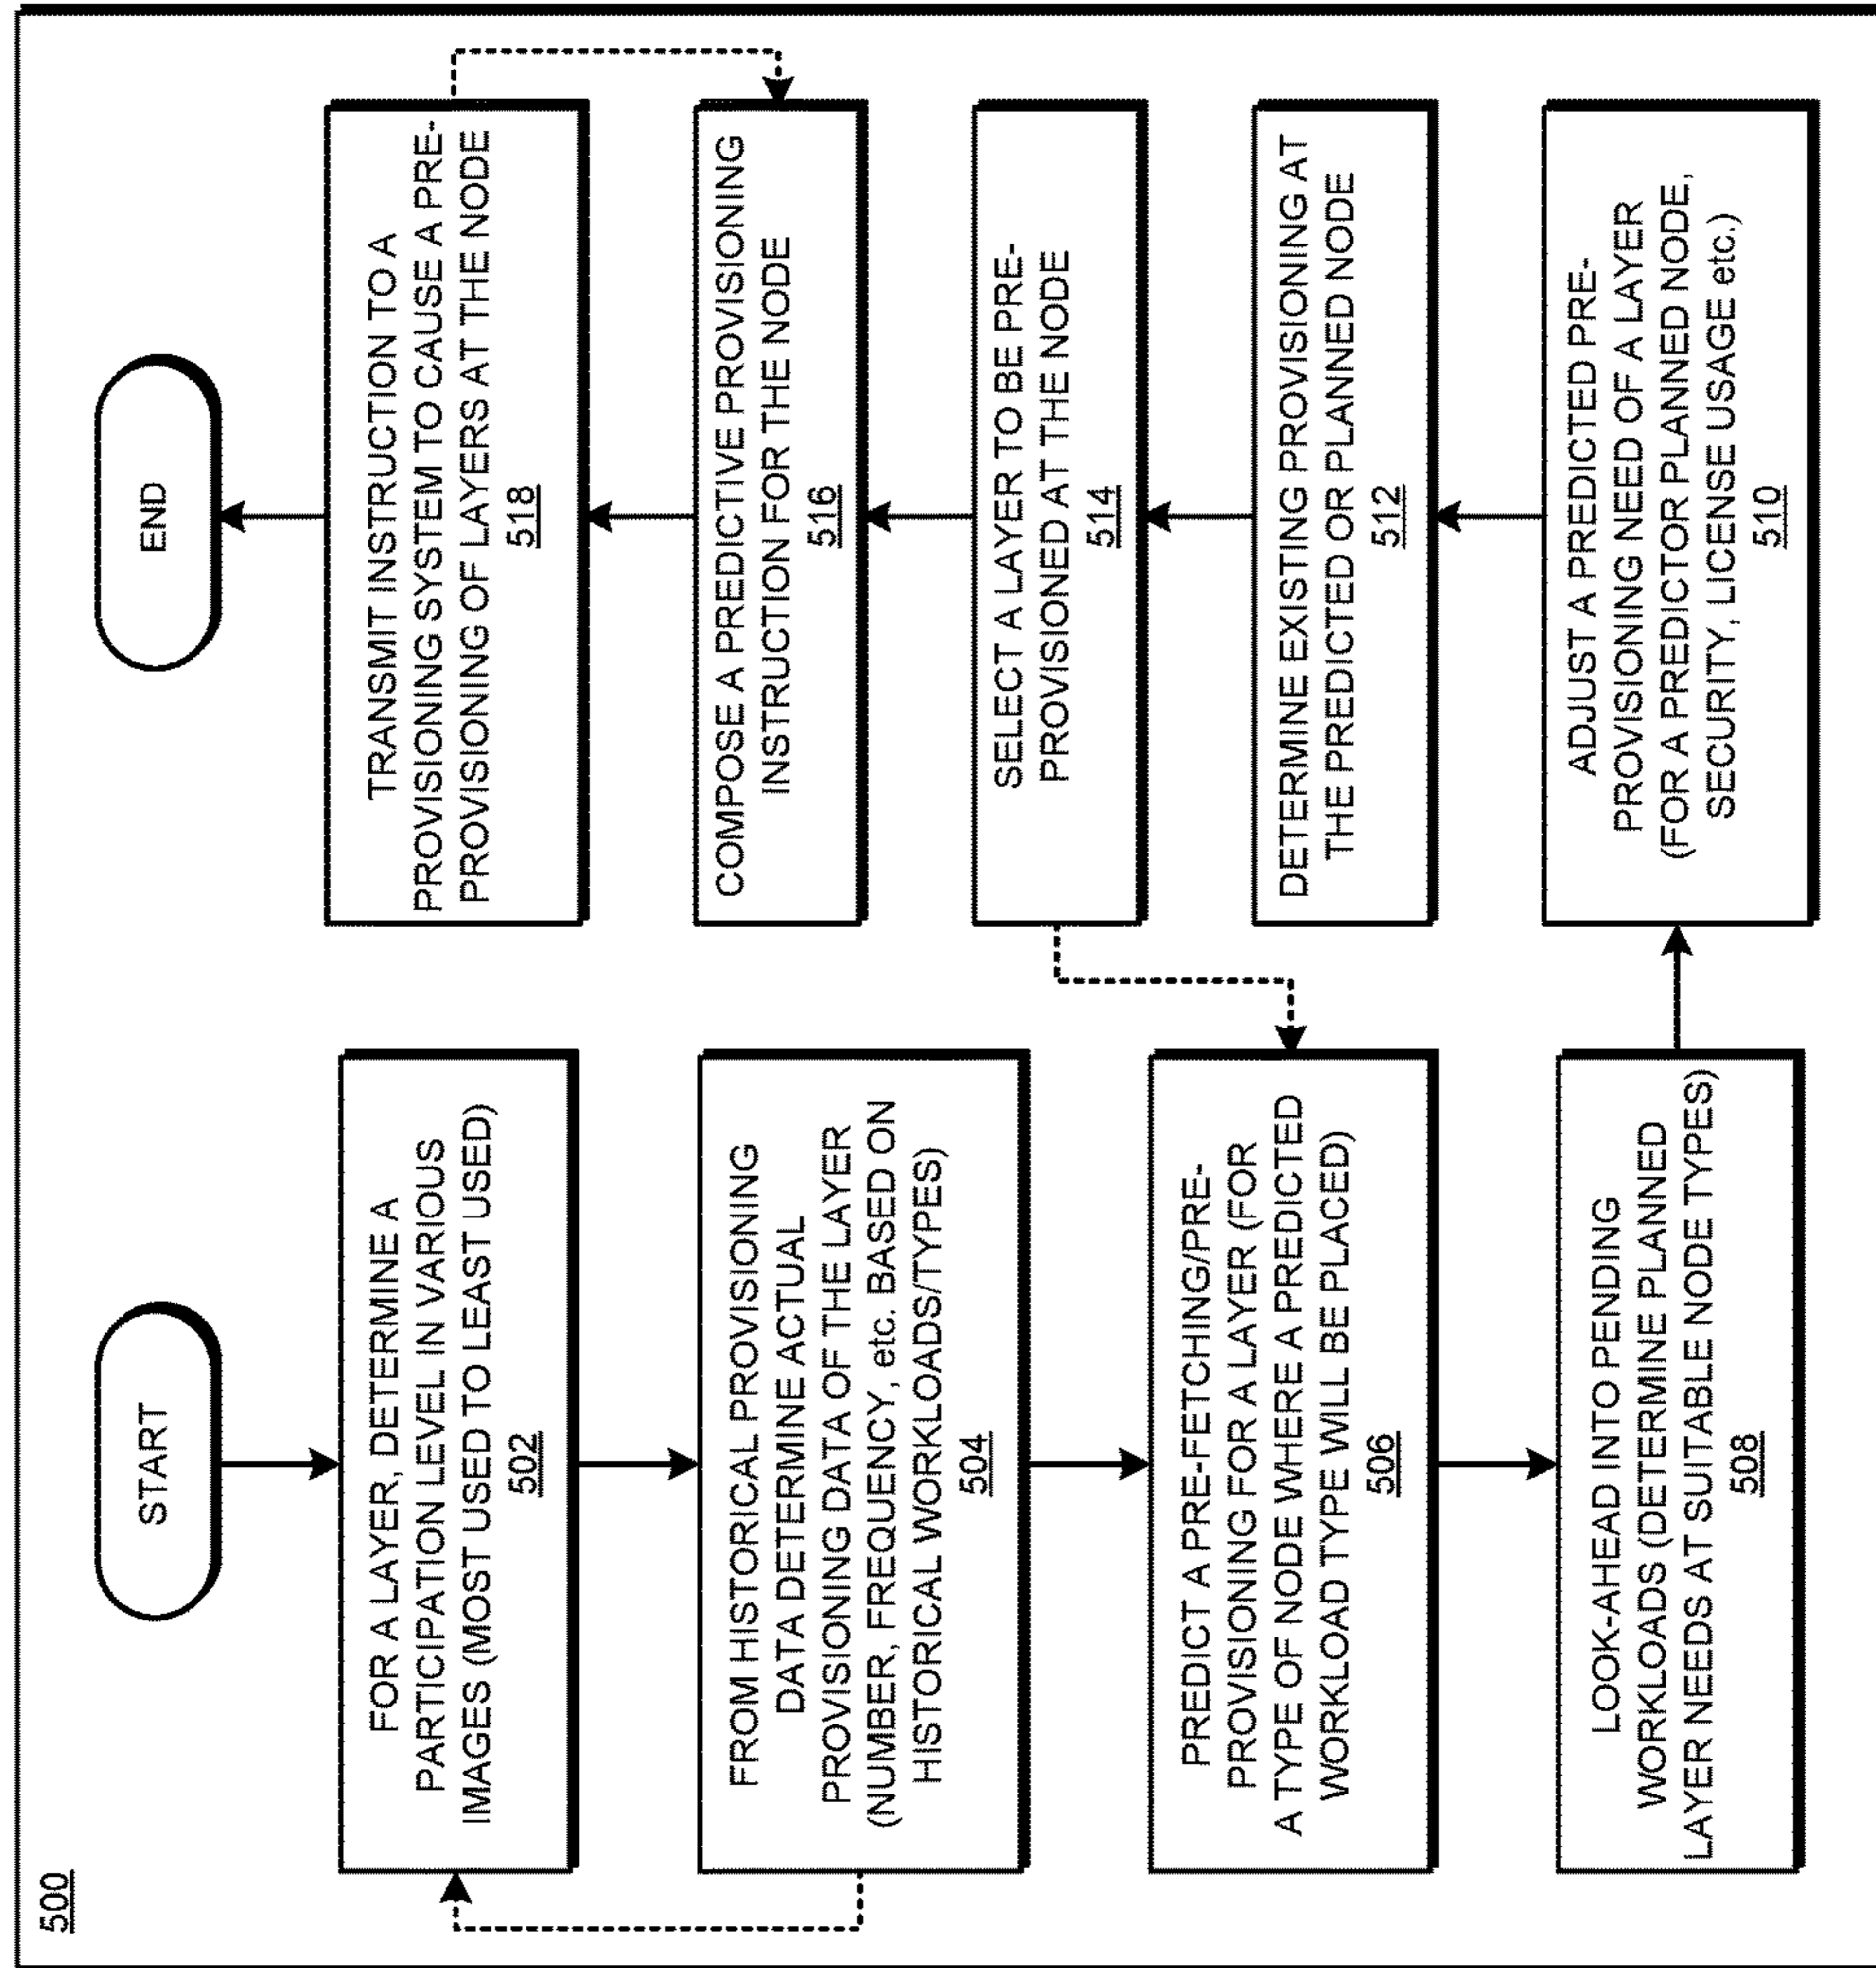 500
START
FOR A LAYER, DETERMINE A
PARTICIPATION LEVEL IN VARIOUS
IMAGES (MOST USED TO LEAST USED)
502
FROM HISTORICAL PROVISIONING
DATA DETERMINE ACTUAL
PROVISIONING DATA OF THE LAYER
(NUMBER, FREQUENCY, etc. BASED ON
HISTORICAL WORKLOADS/TYPES)
504
PREDICT A PRE-FETCHING/PRE-
PROVISIONING FOR A LAYER (FOR
A TYPE OF NODE WHERE A PREDICTED
WORKLOAD TYPE WILL BE PLACED)
506
LOOK-AHEAD INTO PENDING
WORKLOADS (DETERMINE PLANNED
LAYER NEEDS AT SUITABLE NODE TYPES)
508
ADJUST A PREDICTED PRE-
PROVISIONING NEED OF A LAYER
(FOR A PREDICTOR PLANNED NODE,
SECURITY, LICENSE USAGE etc.)
510
DETERMINE EXISTING PROVISIONING AT
THE PREDICTED OR PLANNED NODE
512
SELECT A LAYER TO BE PRE-
PROVISIONED AT THE NODE
514
COMPOSE A PREDICTIVE PROVISIONING
INSTRUCTION FOR THE NODE
516
TRANSMIT INSTRUCTION TO A
PROVISIONING SYSTEM TO CAUSE A PRE-
PROVISIONING OF LAYERS AT THE NODE
518
END